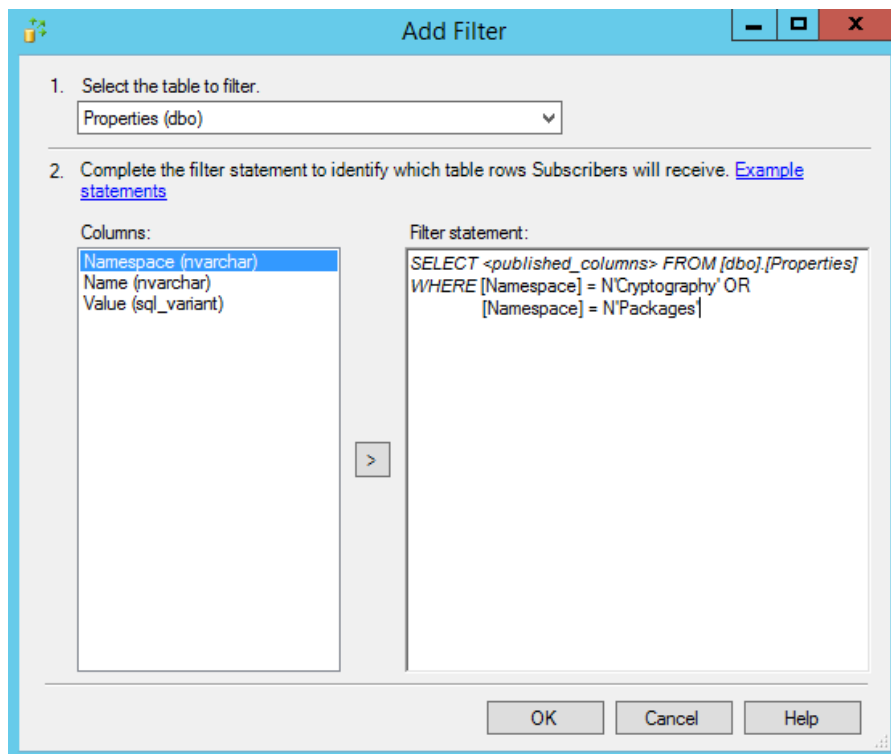 Add Filter
1. Select the table to filter.
Properties (dbo)
2. Complete the filter statement to identify which table rows Subscribers will receive. Example
statements
Columns:
Namespace (nvarchar)
Name (nvarchar)
Value (sql_variant)
>
Filter statement:
SELECT <published_columns> FROM [dbo].[Properties]
WHERE [Namespace] = N'Cryptography' OR
[Namespace] = N'Packages'
OK
Cancel
Help